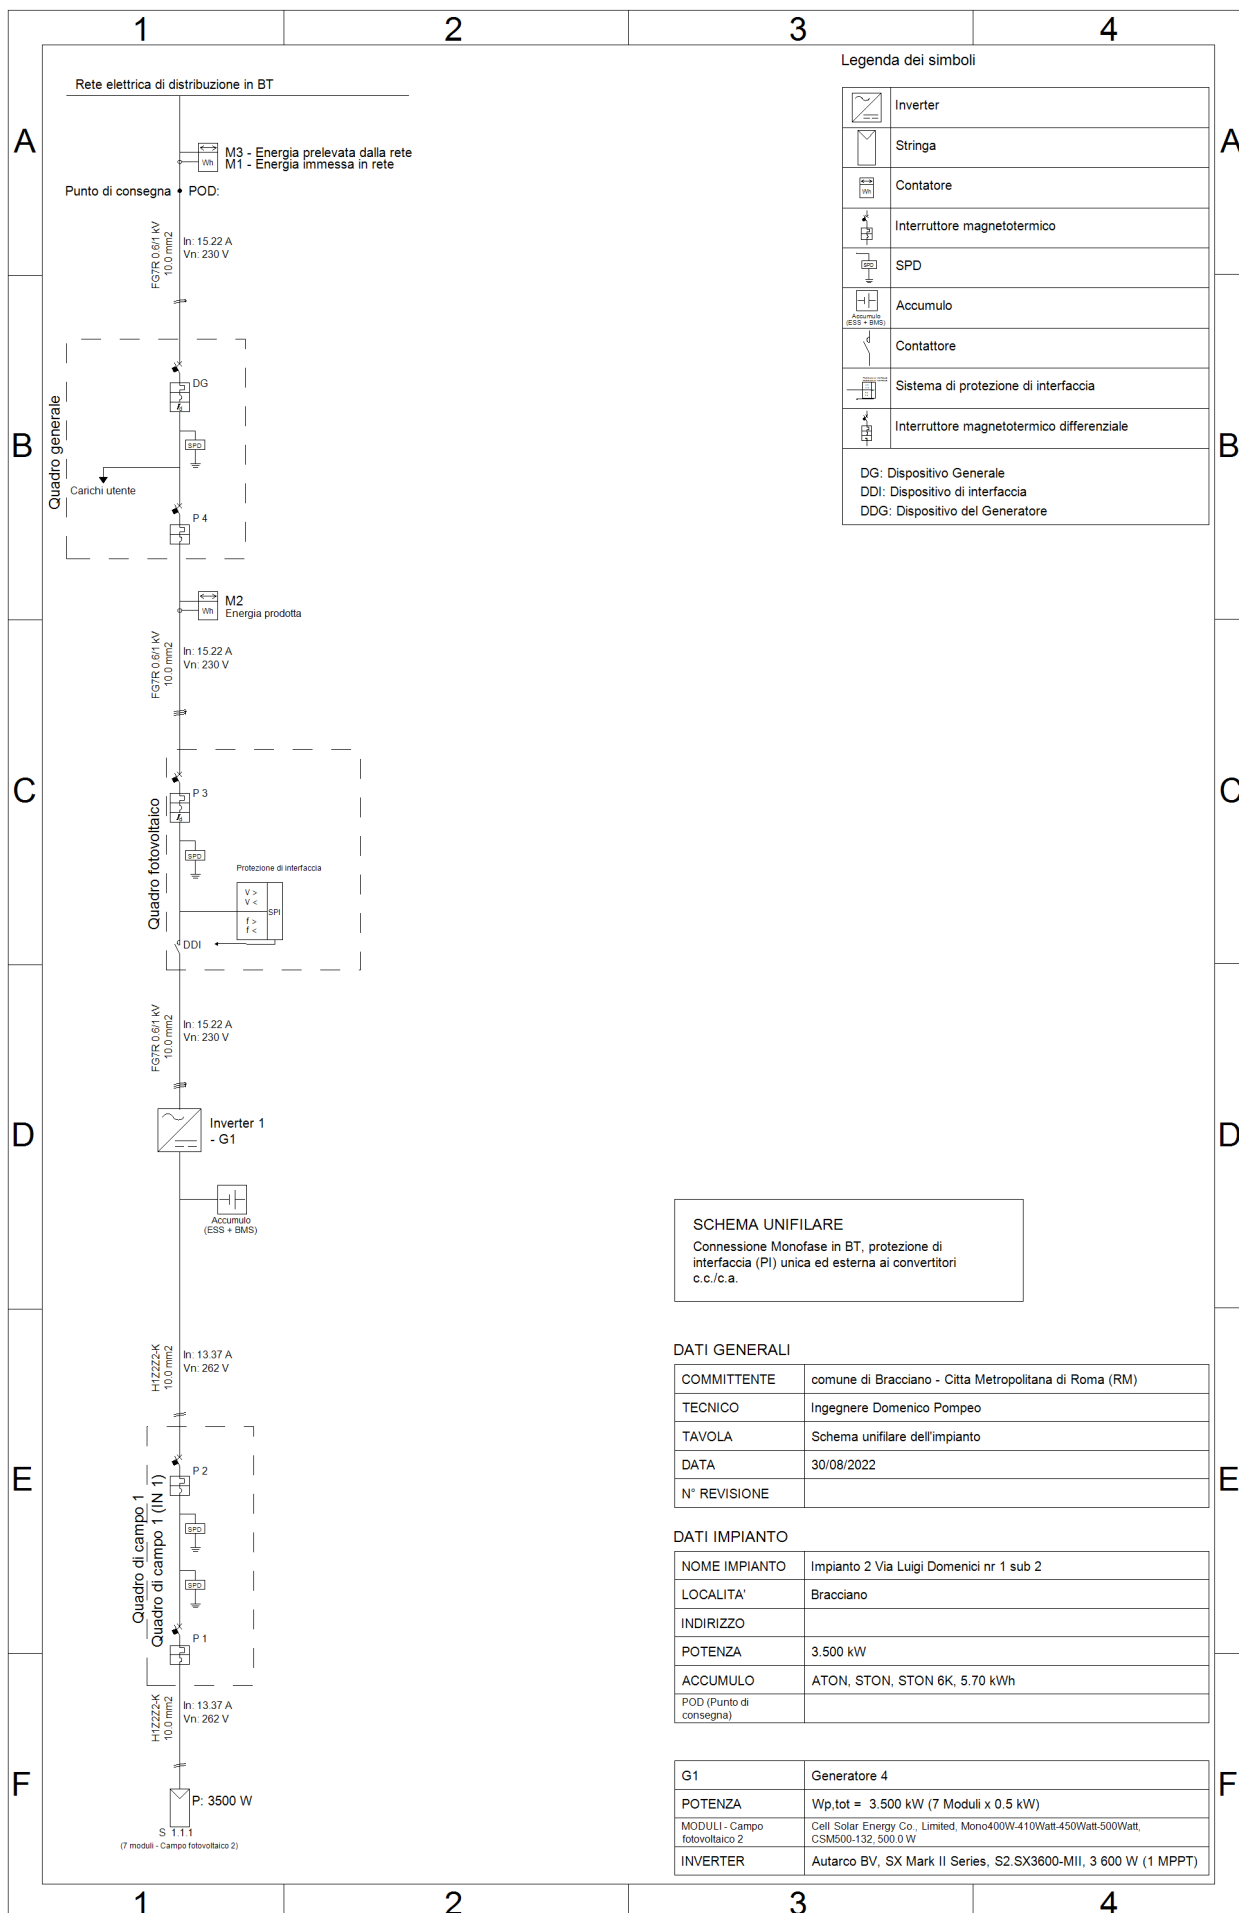 1 2 3 4
Legenda dei simboli
Rete elettrica di distribuzione in BT
A
A
Inverter
Stringa
Wh
Contatore
Interruttore magnetotermico
SPD
SPD
Accumulo
(ESS + BMS)
Accumulo
Contattore
Sistema di protezione di interfaccia
Interruttore magnetotermico differenziale
DG: Dispositivo Generale
DDI: Dispositivo di interfaccia
DDG: Dispositivo del Generatore
Wh
M3 - Energia prelevata dalla rete
M1 - Energia immessa in rete
Punto di consegna
POD:
FG7R 0.6/1 kV
10.0 mm2
In: 15.22 A
Vn: 230 V
B
B
Quadro generale
DG
SPD
Carichi utente
P 4
Wh
M2
Energia prodotta
FG7R 0.6/1 kV
10.0 mm2
In: 15.22 A
Vn: 230 V
C
C
Quadro fotovoltaico
P 3
SPD
Protezione di interfaccia
V >
V <
f >
f <
SPI
DDI
FG7R 0.6/1 kV
10.0 mm2
In: 15.22 A
Vn: 230 V
D
D
Inverter 1
- G1
Accumulo
(ESS + BMS)
SCHEMA UNIFILARE
Connessione Monofase in BT, protezione di
interfaccia (PI) unica ed esterna ai convertitori
c.c./c.a.
H1Z2Z2-K
10.0 mm2
In: 13.37 A
Vn: 262 V
E
E
Quadro di campo 1
Quadro di campo 1 (IN 1)
P 2
SPD
SPD
P 1
H1Z2Z2-K
10.0 mm2
In: 13.37 A
Vn: 262 V
F
F
P: 3500 W
S 1.1.1
(7 moduli - Campo fotovoltaico 2)
DATI GENERALI
COMMITTENTE comune di Bracciano - Citta Metropolitana di Roma (RM)
TECNICO Ingegnere Domenico Pompeo
TAVOLA Schema unifilare dell'impianto
DATA 30/08/2022
N° REVISIONE
DATI IMPIANTO
NOME IMPIANTO Impianto 2 Via Luigi Domenici nr 1 sub 2
LOCALITA' Bracciano
INDIRIZZO
POTENZA 3.500 kW
ACCUMULO ATON, STON, STON 6K, 5.70 kWh
POD (Punto di
consegna)
G1 Generatore 4
POTENZA Wp,tot = 3.500 kW (7 Moduli x 0.5 kW)
MODULI - Campo
fotovoltaico 2
Cell Solar Energy Co., Limited, Mono400W-410Watt-450Watt-500Watt,
CSM500-132, 500.0 W
INVERTER Autarco BV, SX Mark II Series, S2.SX3600-MII, 3 600 W (1 MPPT)
1 2 3 4